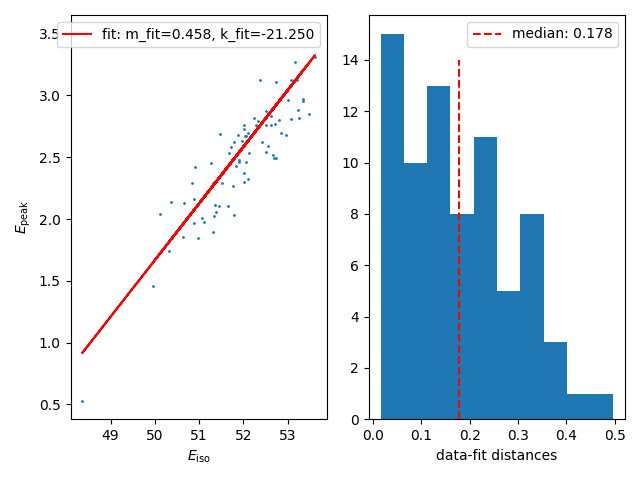 fit: m_fit=0.458, k_fit=-21.250
3.5
3.0
2.5
2.0
1.5
1.0
0.5
E_peak
49 50 51 52 53
E_iso
median: 0.178
14
12
10
8
6
4
2
0
0.0 0.1 0.2 0.3 0.4 0.5
data-fit distances